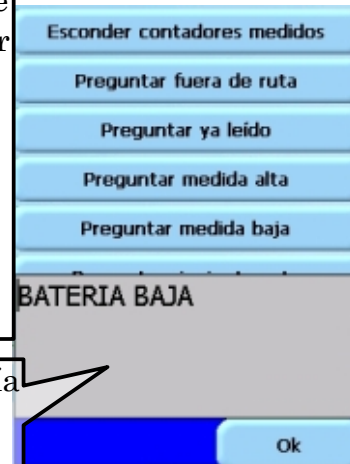 Esconder contadores medidos
Preguntar fuera de ruta
Preguntar ya leído
Preguntar medida alta
Preguntar medida baja
BATERIA BAJA
Ok